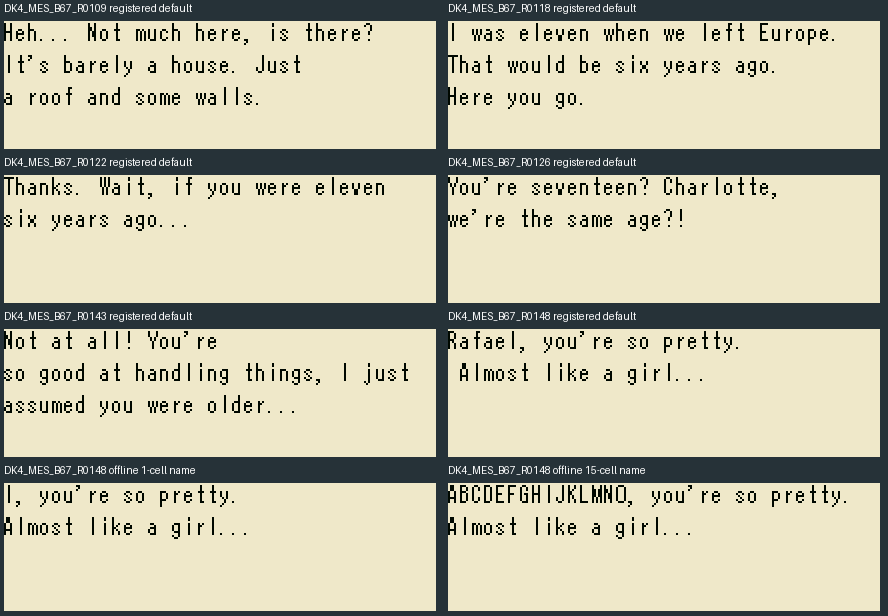 DK4_MES_B67_R0109 registered default
Heh... Not much here, is there?
It's barely a house. Just
a roof and some walls.
DK4_MES_B67_R0118 registered default
I was eleven when we left Europe.
That would be six years ago.
Here you go.
DK4_MES_B67_R0122 registered default
Thanks. Wait, if you were eleven
six years ago...
DK4_MES_B67_R0126 registered default
You're seventeen? Charlotte,
we're the same age?!
DK4_MES_B67_R0143 registered default
Not at all! You're
so good at handling things, I just
assumed you were older...
DK4_MES_B67_R0148 registered default
Rafael, you're so pretty.
Almost like a girl...
DK4_MES_B67_R0148 offline 1-cell name
I, you're so pretty.
Almost like a girl...
DK4_MES_B67_R0148 offline 15-cell name
ABCDEFGHIJKLMNO, you're so pretty.
Almost like a girl...